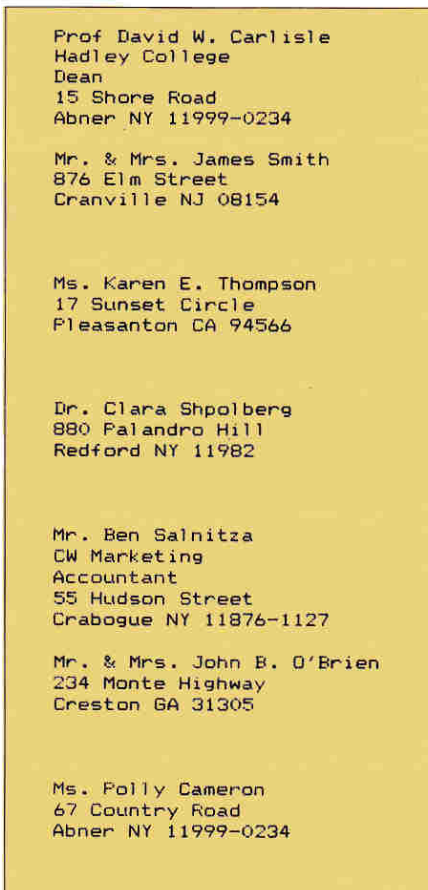 Prof David W. Carlisle
Hadley College
Dean
15 Shore Road
Abner NY 11999-0234
Mr. & Mrs. James Smith
876 Elm Street
Cranville NJ 08154
Ms. Karen E. Thompson
17 Sunset Circle
Pleasanton CA 94566
Dr. Clara Shpolberg
880 Palandro Hill
Redford NY 11982
Mr. Ben Salnitza
CW Marketing
Accountant
55 Hudson Street
Crabogue NY 11876-1127
Mr. & Mrs. John B. O'Brien
234 Monte Highway
Creston GA 31305
Ms. Polly Cameron
67 Country Road
Abner NY 11999-0234